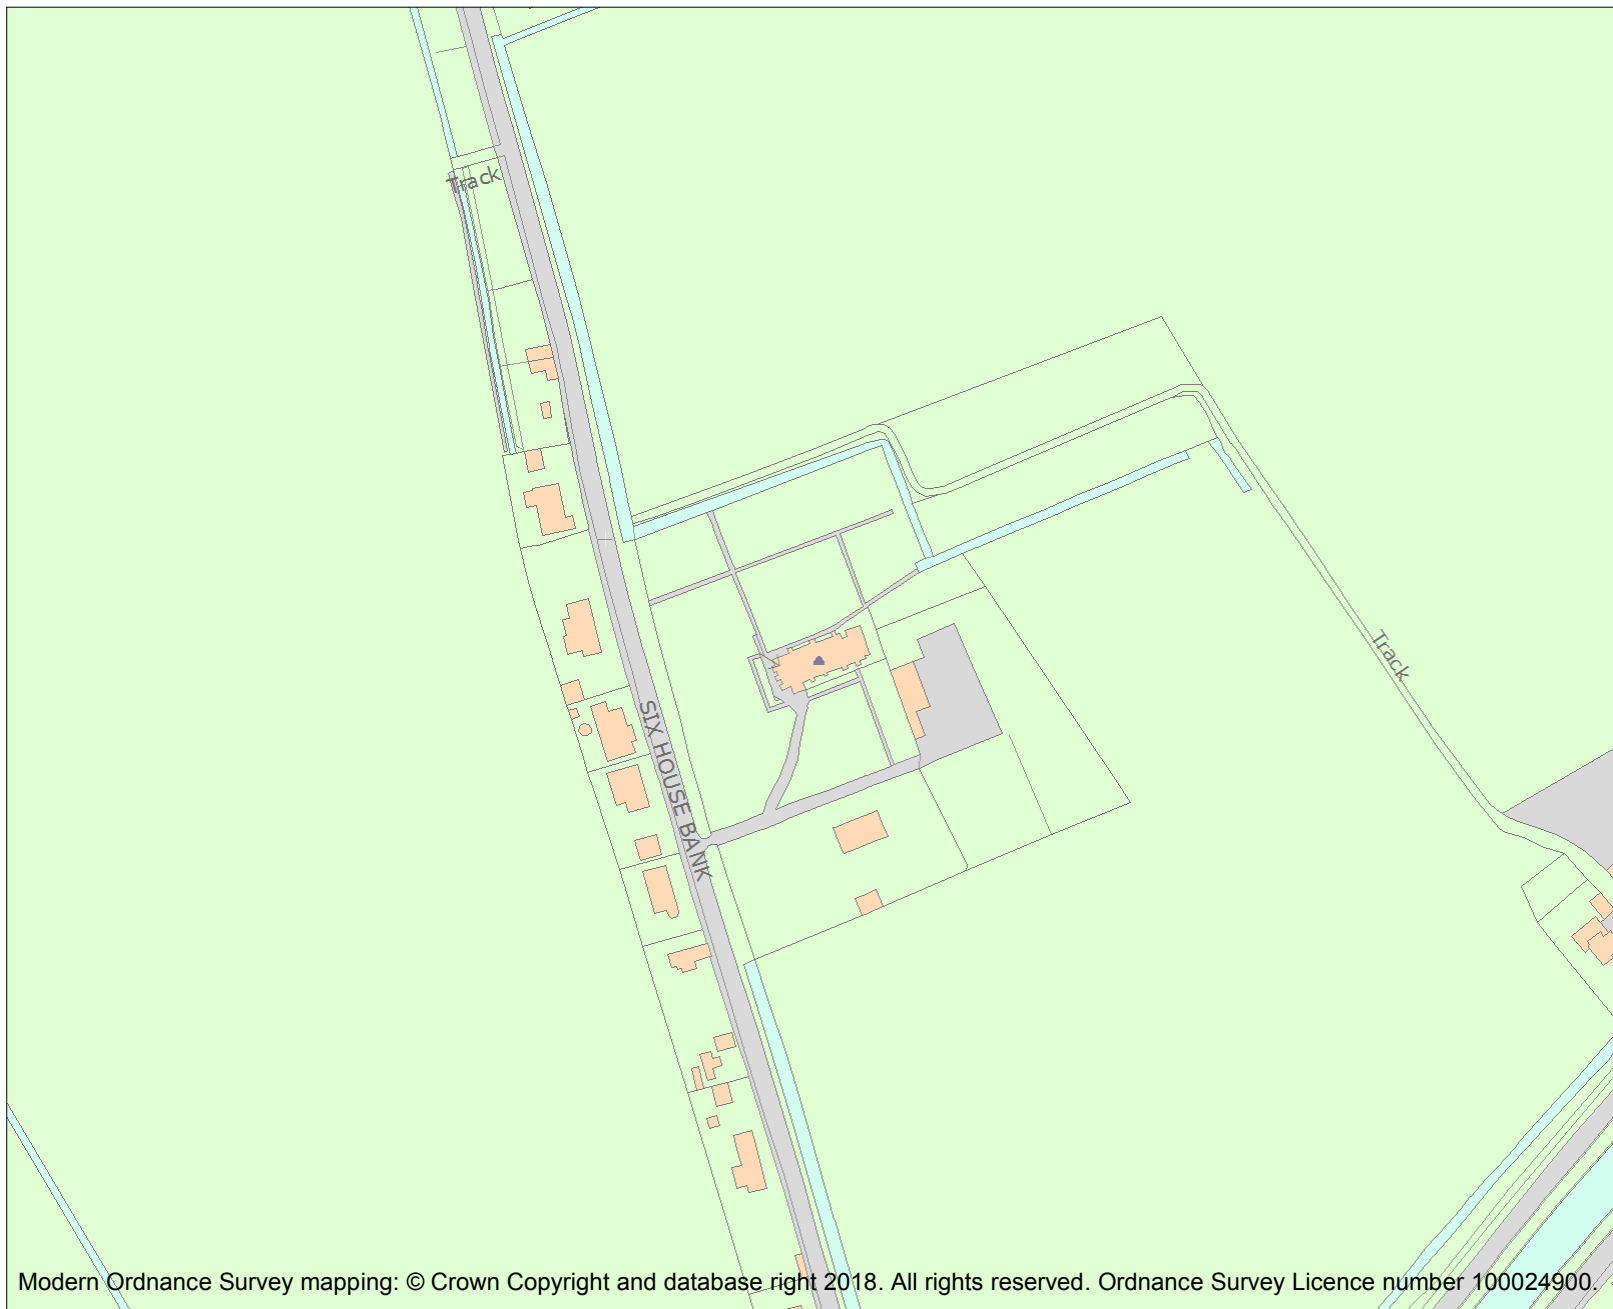 Track
SIX HOUSE BANK
Track
Modern Ordnance Survey mapping: © Crown Copyright and database right 2018. All rights reserved. Ordnance Survey Licence number 100024900.